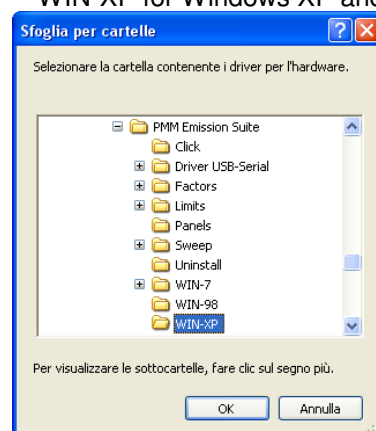 WIN-XP for Windows XP and
Sfoglia per cartelle
Selezionare la cartella contenente i driver per l'hardware.
PMM Emission Suite
Click
Driver USB-Serial
Factors
Limits
Panels
Sweep
Uninstall
WIN-7
WIN-98
WIN-XP
Per visualizzare le sottocartelle, fare clic sul segno più.
OK Annulla